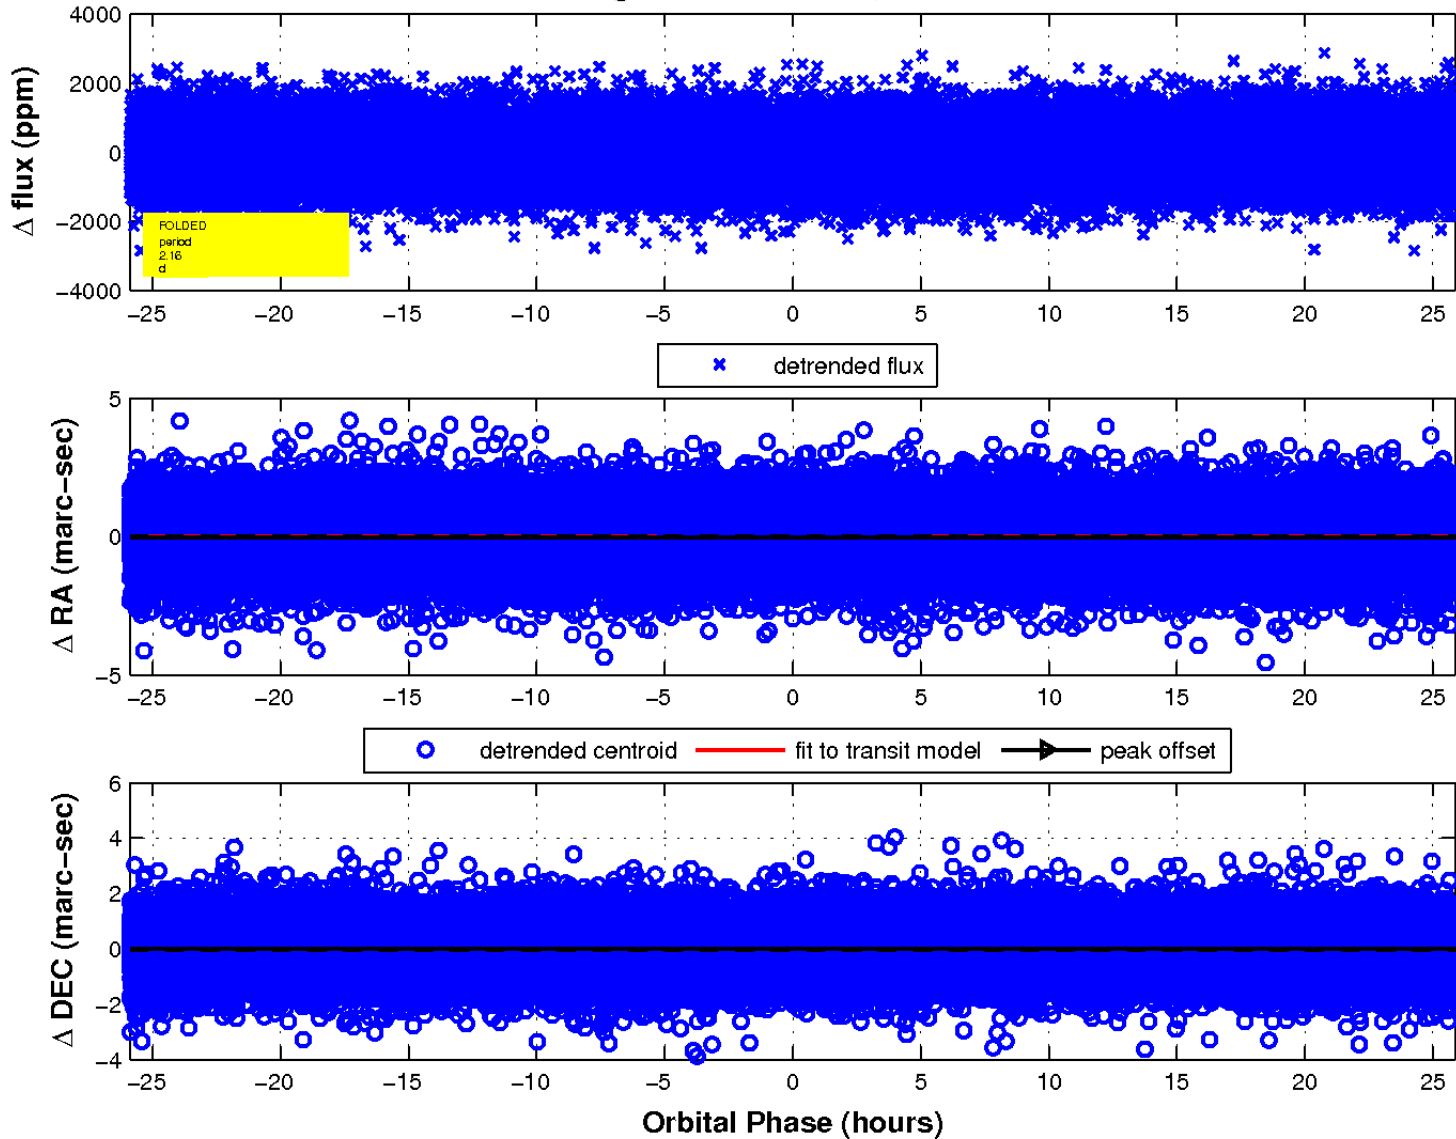 4000
2000
0
−2000
−4000
Δ flux (ppm)
FOLDED
period
2.16
d
−25 −20 −15 −10 −5 0 5 10 15 20 25
detrended flux
5
0
−5
Δ RA (marc−sec)
−25 −20 −15 −10 −5 0 5 10 15 20 25
detrended centroid fit to transit model peak offset
6
4
2
0
−2
−4
Δ DEC (marc−sec)
−25 −20 −15 −10 −5 0 5 10 15 20 25
Orbital Phase (hours)